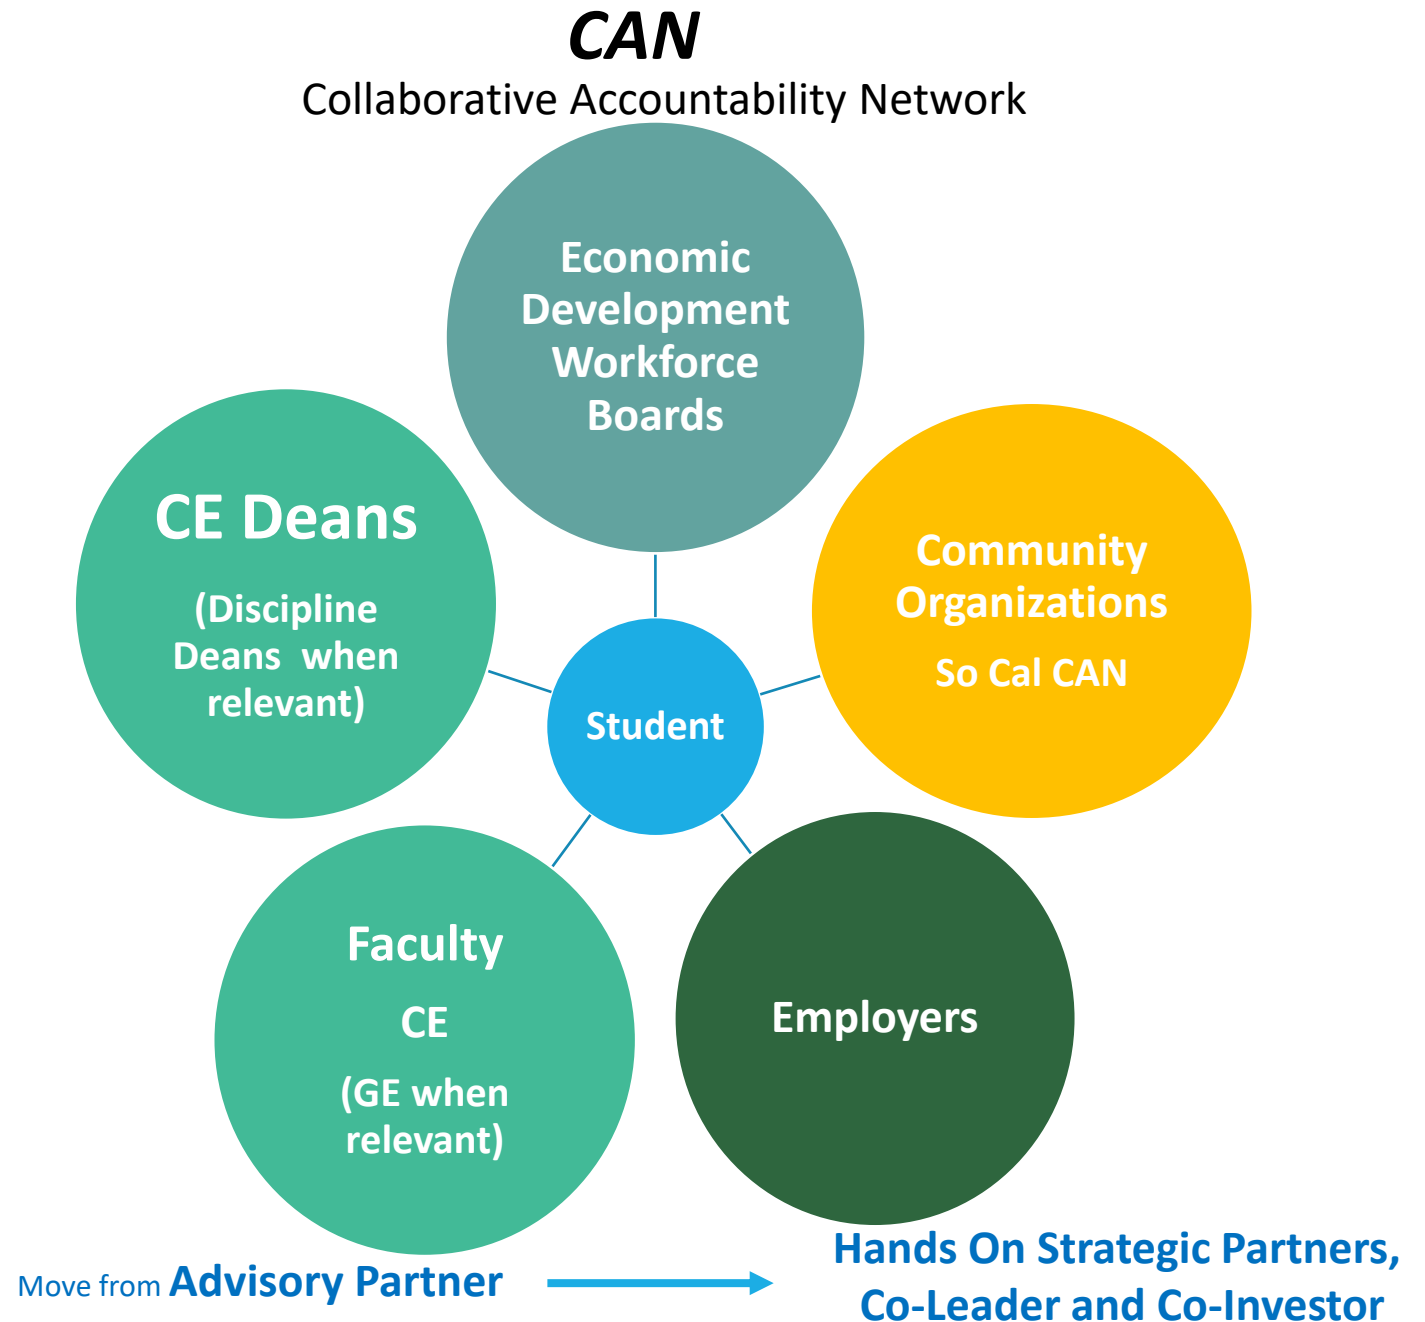 CAN
Collaborative Accountability Network
Economic
Development
Workforce
Boards
CE Deans
(Discipline
Deans when
relevant)
Community
Organizations
So Cal CAN
Student
Faculty
CE
(GE when
relevant)
Employers
Move from Advisory Partner
Hands On Strategic Partners,
Co-Leader and Co-Investor